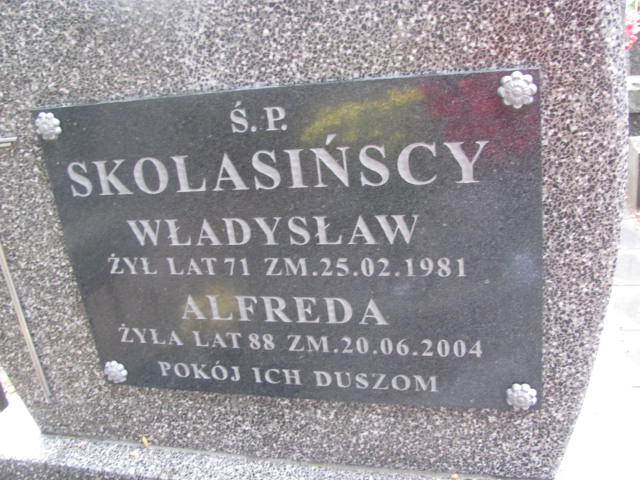 Ś.P.
SKOLASIŃSCY
WŁADYSŁAW
ŻYŁ LAT 71 ZM.25.02.1981
ALFREDA
ŻYŁA LAT 88 ZM.20.06.2004
POKÓJ ICH DUSZOM